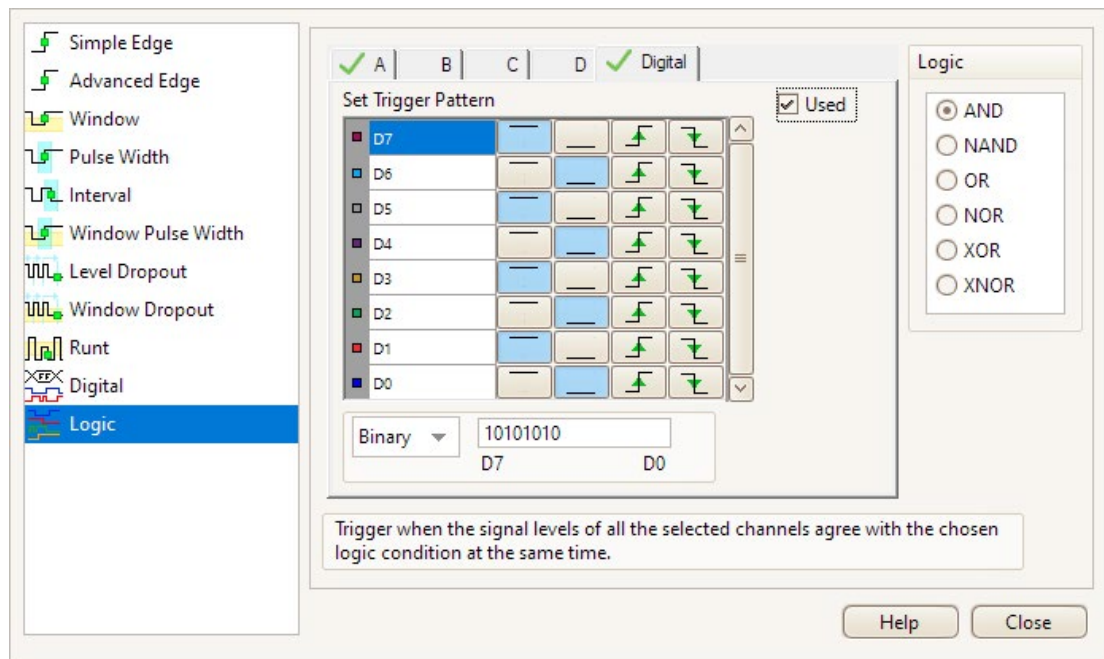 Simple Edge
Advanced Edge
Window
Pulse Width
Interval
Window Pulse Width
Level Dropout
Window Dropout
Runt
Digital
Logic
A B C D Digital
Set Trigger Pattern
Used
D7
D6
D5
D4
D3
D2
D1
D0
Binary 10101010
D7 D0
Logic
AND
NAND
OR
NOR
XOR
XNOR
Trigger when the signal levels of all the selected channels agree with the chosen
logic condition at the same time.
Help Close